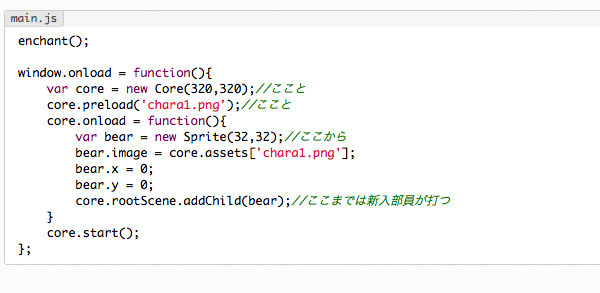 main.js
enchant();
window.onload = function(){
    var core = new Core(320,320);//ここと
    core.preload('chara1.png');//ここと
    core.onload = function(){
        var bear = new Sprite(32,32);//ここから
        bear.image = core.assets['chara1.png'];
        bear.x = 0;
        bear.y = 0;
        core.rootScene.addChild(bear);//ここまでは新入部員が打つ
    }
    core.start();
};